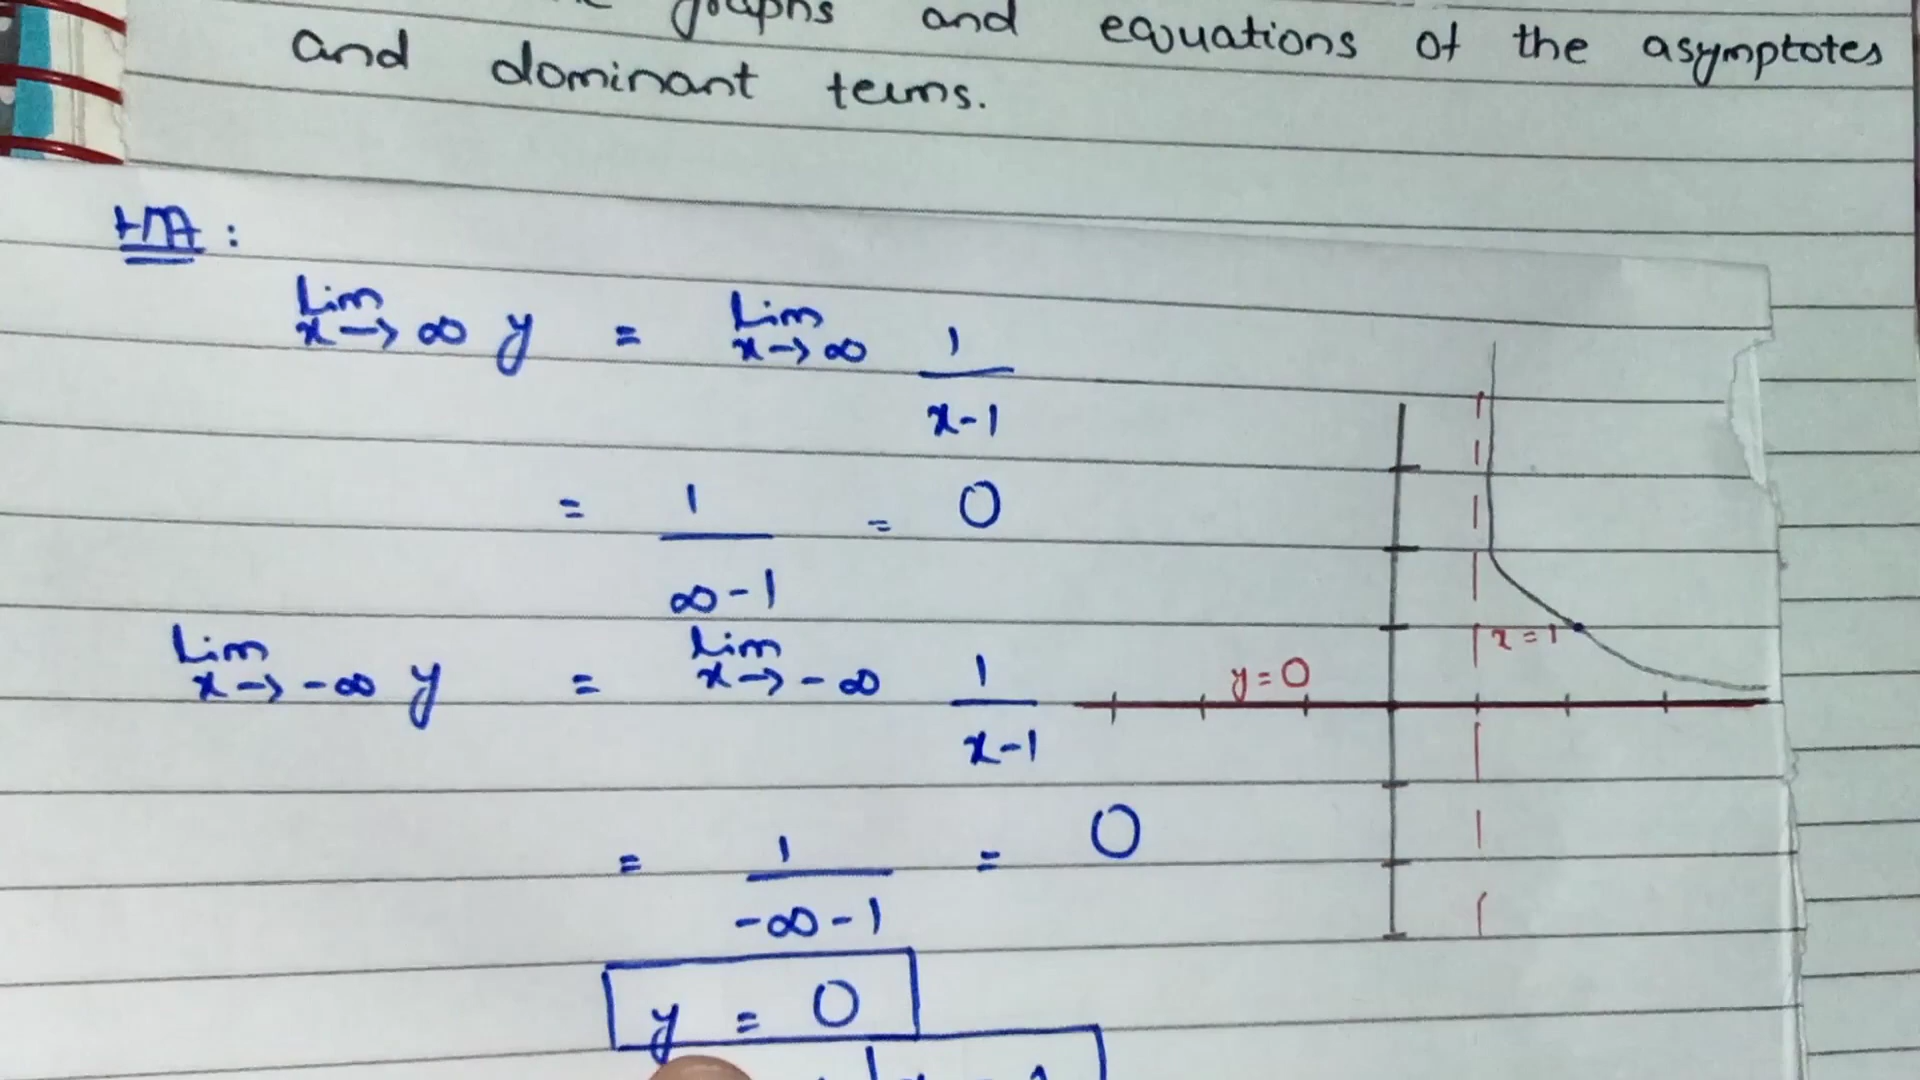 graphs and equations of the asymptotes
and dominant terms.
HA :
Lim x→∞ y = Lim x→∞ 1/(x-1)
= 1/(∞-1) = 0
Lim x→-∞ y = Lim x→-∞ 1/(x-1)
= 1/(-∞-1) = 0
y = 0
x = 1
y = 0